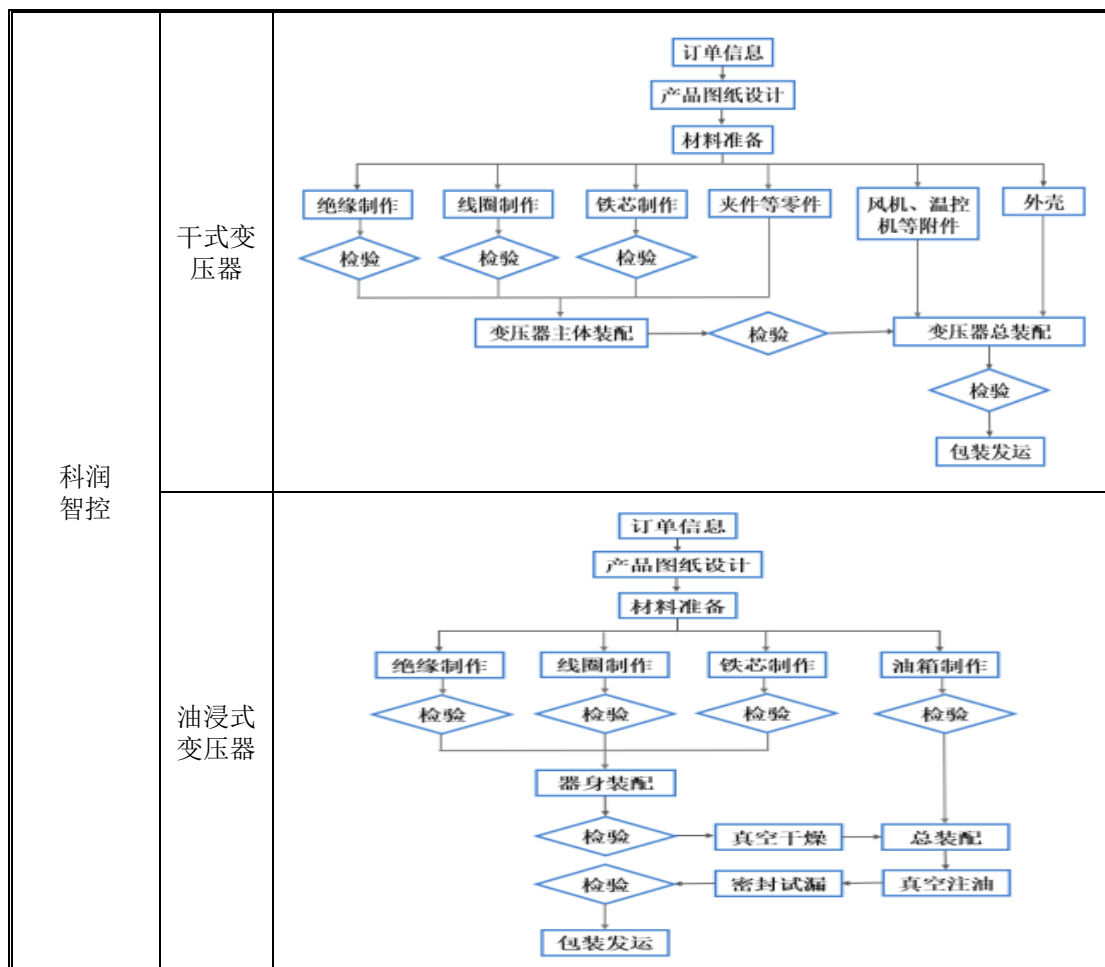 科润
智控
干式变
压器
订单信息
产品图纸设计
材料准备
绝缘制作
线圈制作
铁芯制作
夹件等零件
风机、温控
机等附件
外壳
检验
检验
检验
变压器主体装配
检验
变压器总装配
检验
包装发运
油浸式
变压器
订单信息
产品图纸设计
材料准备
绝缘制作
线圈制作
铁芯制作
油箱制作
检验
检验
检验
检验
器身装配
检验
真空干燥
总装配
检验
密封试漏
真空注油
包装发运